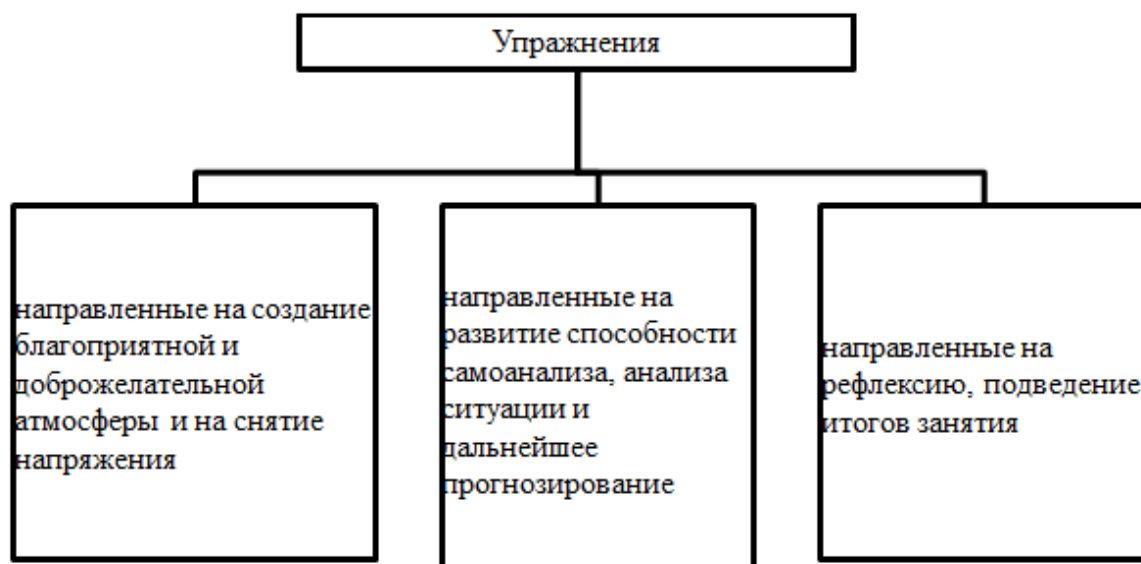 Упражнения
направленные на создание
благоприятной и
доброжелательной
атмосферы и на снятие
напряжения
направленные на
развитие способности
самоанализа, анализа
ситуации и
дальнейшее
прогнозирование
направленные на
рефлексию, подведение
итогов занятия